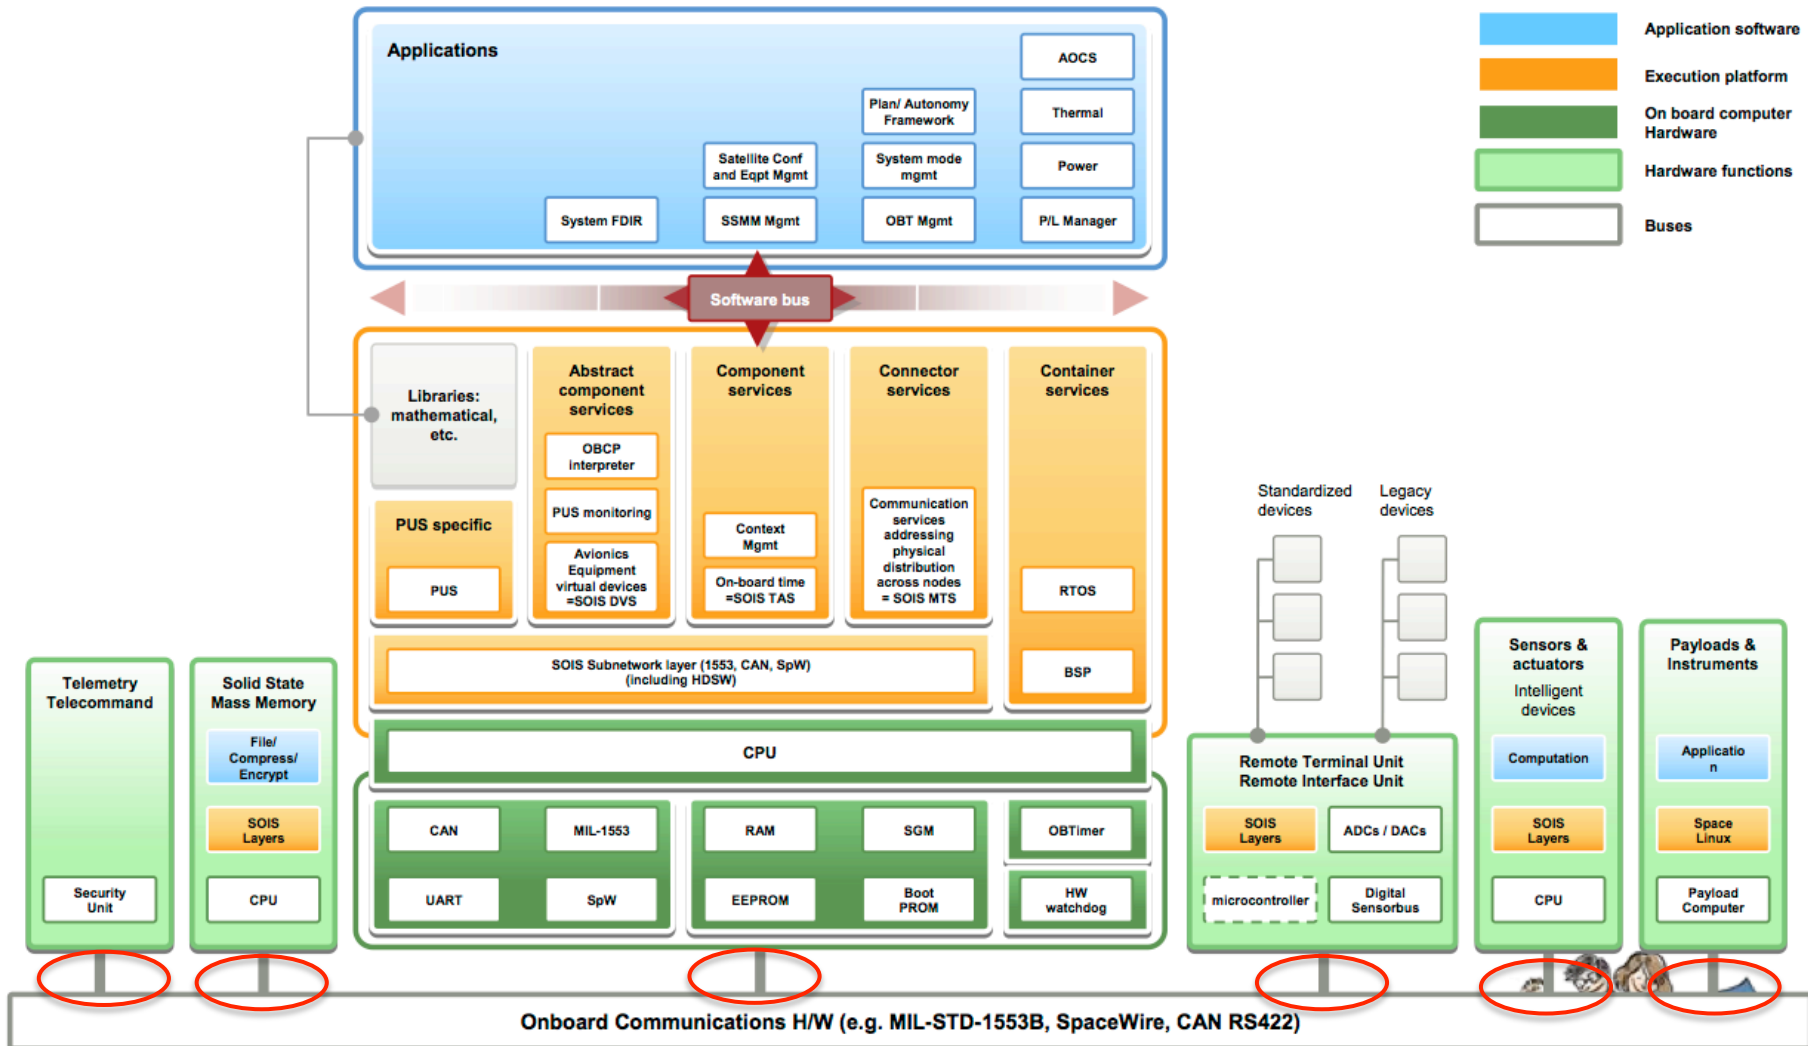 Applications
AOCS
Plan/ Autonomy
Framework
Thermal
Satellite Conf
and Eqpt Mgmt
System mode
mgmt
Power
System FDIR
SSMM Mgmt
OBT Mgmt
P/L Manager
Application software
Execution platform
On board computer
Hardware
Hardware functions
Buses
Software bus
Libraries:
mathematical,
etc.
PUS specific
PUS
Abstract
component
services
OBCP
interpreter
PUS monitoring
Avionics
Equipment
virtual devices
=SOIS DVS
Component
services
Context
Mgmt
On-board time
=SOIS TAS
Connector
services
Communication
services
addressing
physical
distribution
across nodes
= SOIS MTS
Container
services
RTOS
BSP
SOIS Subnetwork layer (1553, CAN, SpW)
(including HDSW)
CPU
CAN
MIL-1553
UART
SpW
RAM
SGM
EEPROM
Boot
PROM
OBTimer
HW
watchdog
Telemetry
Telecommand
Security
Unit
Solid State
Mass Memory
File/
Compress/
Encrypt
SOIS
Layers
CPU
Standardized
devices
Legacy
devices
Remote Terminal Unit
Remote Interface Unit
SOIS
Layers
ADCs / DACs
microcontroller
Digital
Sensorbus
Sensors &
actuators
Intelligent
devices
Computation
SOIS
Layers
CPU
Payloads &
Instruments
Applicatio
n
Space
Linux
Payload
Computer
Onboard Communications H/W (e.g. MIL-STD-1553B, SpaceWire, CAN RS422)